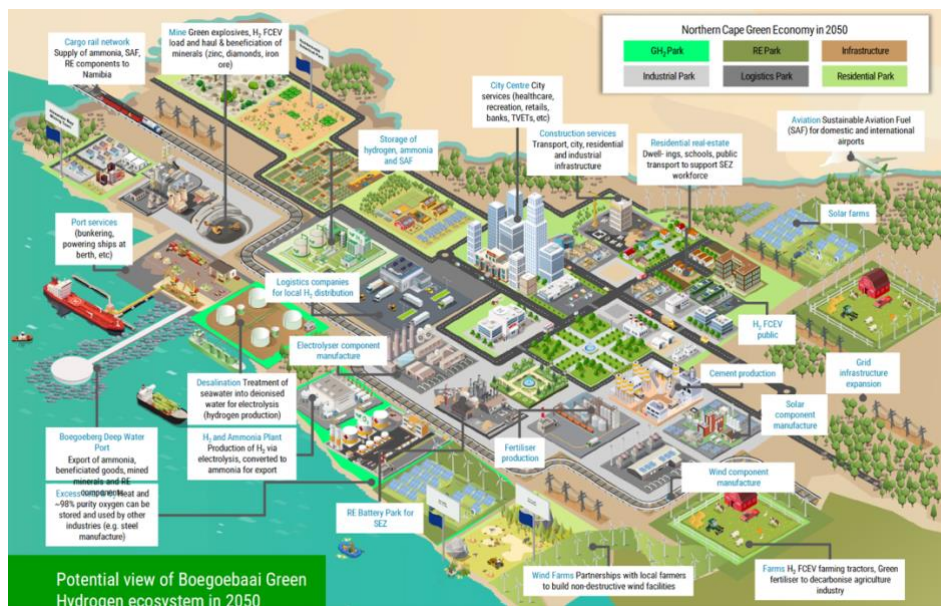 Northern Cape Green Economy in 2050
GH₂ Park
RE Park
Infrastructure
Industrial Park
Logistics Park
Residential Park
Cargo rail network
Supply of ammonia, SAF,
RE components to
Namibia
Mine Green explosives, H₂ FCEV
load and haul & beneficiation of
minerals (zinc, diamonds, iron
ore)
City Centre City
services (healthcare,
recreation, retails,
banks, TVETs, etc)
Construction services
Transport, city, residential
and industrial
infrastructure
Residential real-estate
Dwell- ings, schools, public
transport to support SEZ
workforce
Aviation Sustainable Aviation Fuel
(SAF) for domestic and international
airports
Storage of
hydrogen, ammonia
and SAF
Solar farms
Port services
(bunkering,
powering ships at
berth, etc)
Logistics companies
for local H₂ distribution
Electrolyser component
manufacture
H₂ FCEV
public
Desalination Treatment of
seawater into deionised
water for electrolysis
(hydrogen production)
Cement production
Grid
infrastructure
expansion
Solar
component
manufacture
Boegoeberg Deep Water
Port
Export of ammonia,
beneficiated goods, mined
minerals and RE
components
H₂ and Ammonia Plant
Production of H₂ via
electrolysis, converted to
ammonia for export
Fertiliser
production
Wind component
manufacture
Heat and
~98% purity oxygen can be
stored and used by other
industries (e.g. steel
manufacture)
RE Battery Park for
SEZ
Wind Farms Partnerships with local farmers
to build non-destructive wind facilities
Farms H₂ FCEV farming tractors, Green
fertiliser to decarbonise agriculture
industry
Potential view of Boegoebaai Green
Hydrogen ecosystem in 2050